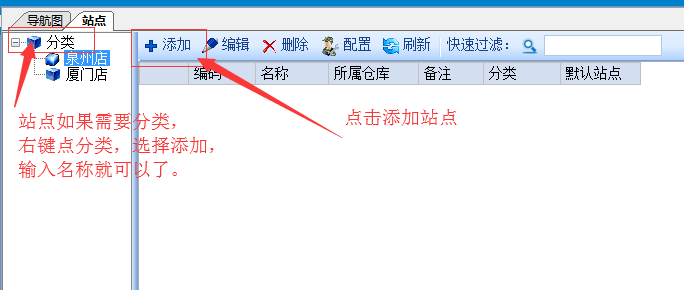 导航图 站点
分类
泉州店
厦门店
添加 编辑 删除 配置 刷新 快速过滤：
编码 名称 所属仓库 备注 分类 默认站点
点击添加站点
站点如果需要分类，
右键点分类，选择添加，
输入名称就可以了。